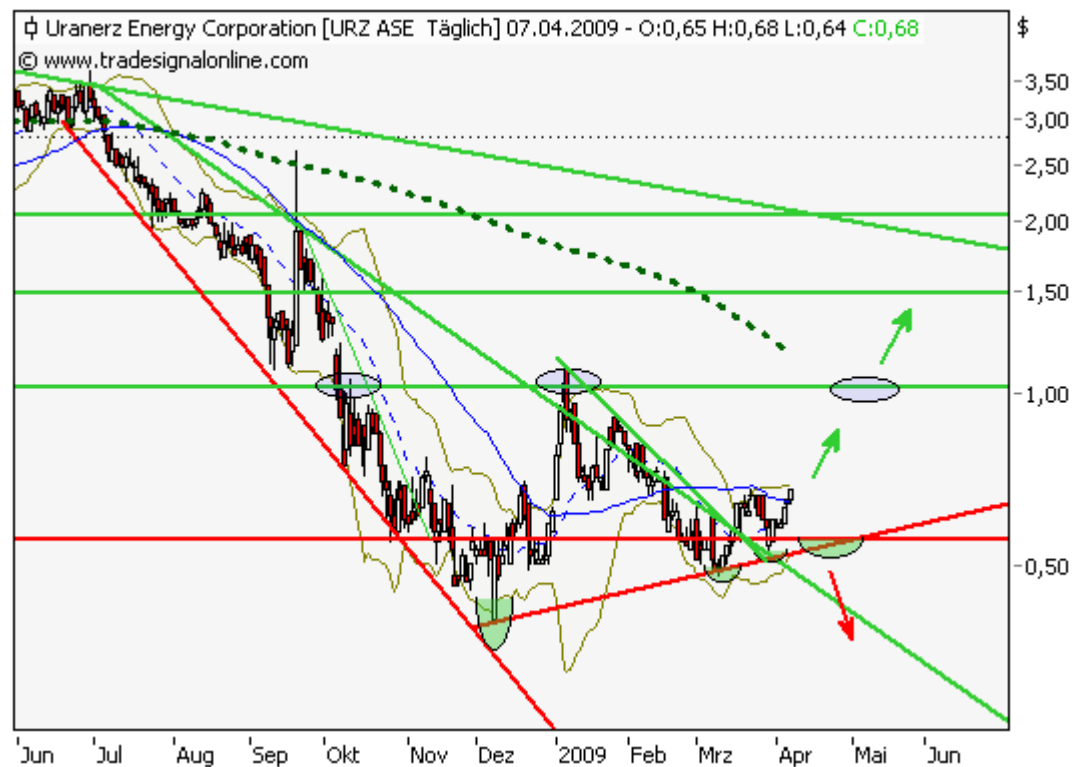 Uranerz Energy Corporation [URZ ASE Täglich] 07.04.2009 - O:0,65 H:0,68 L:0,64 C:0,68
$
© www.tradesignalonline.com
3,50
3,00
2,50
2,00
1,50
1,00
0,50
Jun Jul Aug Sep Okt Nov Dez 2009 Feb Mrz Apr Mai Jun